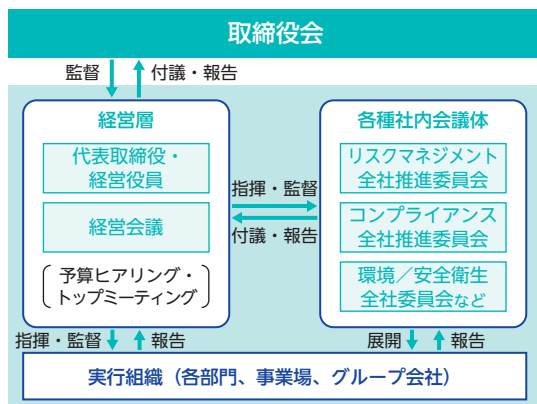 取締役会
監督
付議・報告
経営層
代表取締役・
経営役員
経営会議
予算ヒアリング・
トップミーティング
指揮・監督
付議・報告
各種社内会議体
リスクマネジメント
全社推進委員会
コンプライアンス
全社推進委員会
環境／安全衛生
全社委員会など
指揮・監督
報告
展開
報告
実行組織（各部門、事業場、グループ会社）